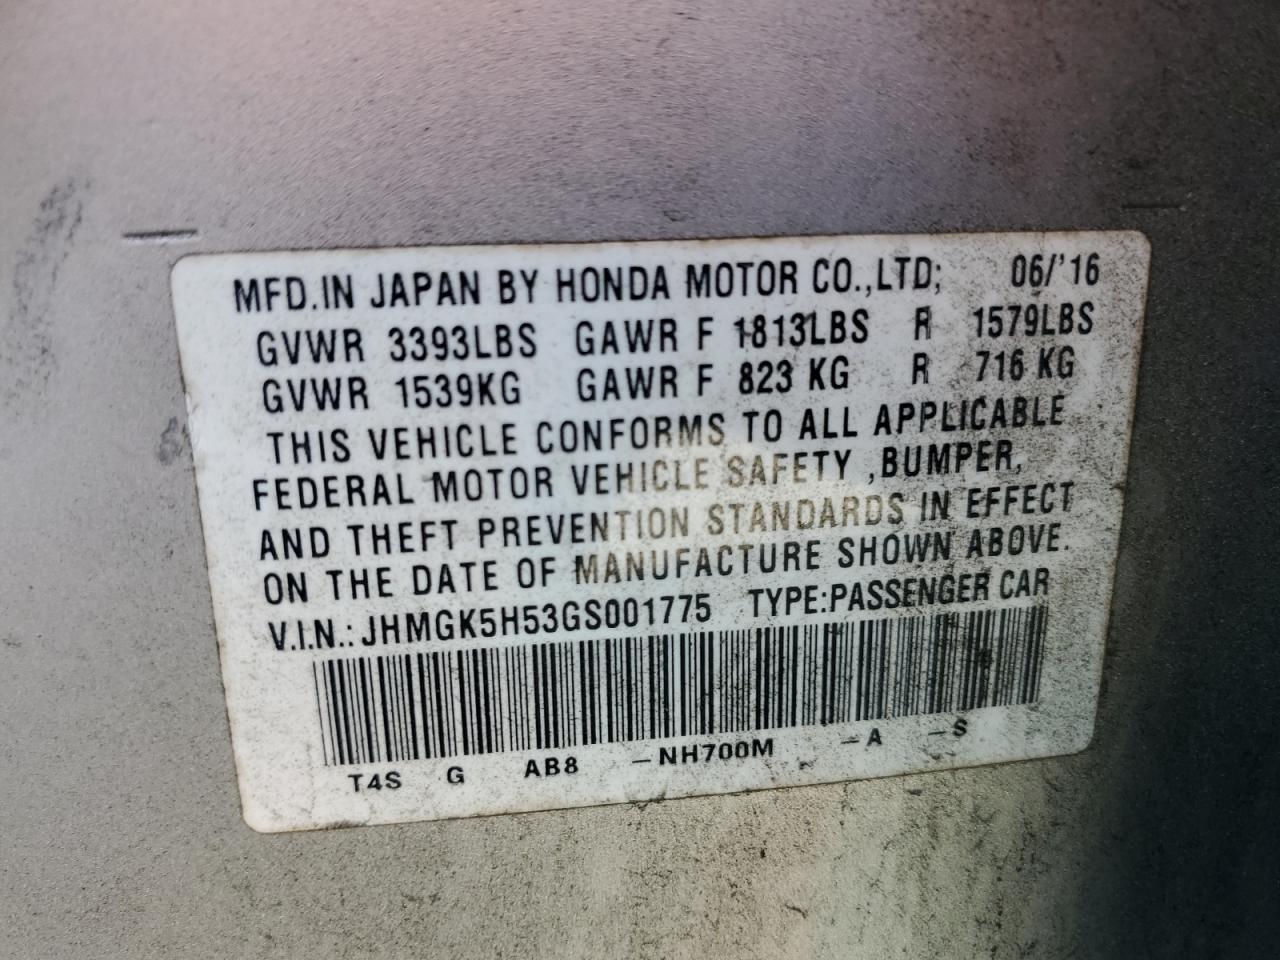 MFD.IN JAPAN BY HONDA MOTOR CO.,LTD; 06/'16
GVWR 3393LBS GAWR F 1813LBS R 1579LBS
GVWR 1539KG GAWR F 823 KG R 716 KG
THIS VEHICLE CONFORMS TO ALL APPLICABLE
FEDERAL MOTOR VEHICLE SAFETY ,BUMPER,
AND THEFT PREVENTION STANDARDS IN EFFECT
ON THE DATE OF MANUFACTURE SHOWN ABOVE.
V.I.N.: JHMGK5H53GS001775 TYPE:PASSENGER CAR
T4S G AB8 -NH700M -A -S